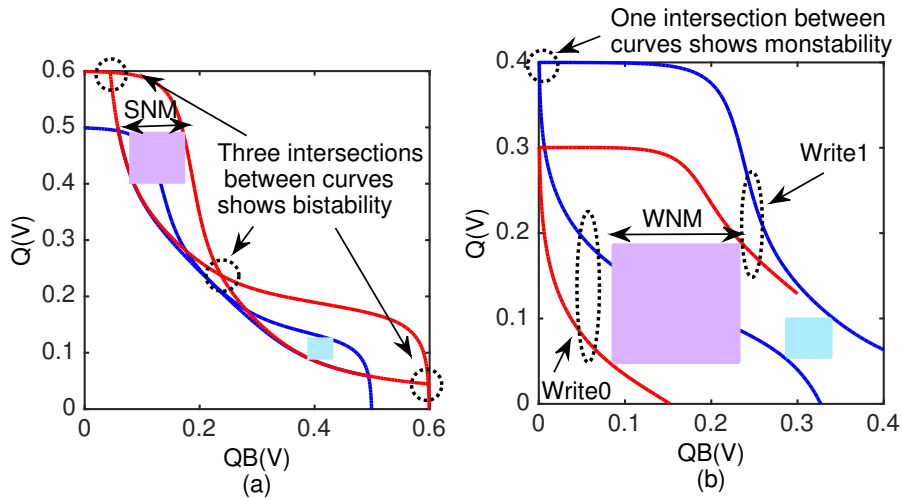 0.6
0.5
0.4
0.3
0.2
0.1
0
0
0.2
0.4
0.6
Q(V)
QB(V)
(a)
SNM
Three intersections
between curves
shows bistability
One intersection between
curves shows monstability
0.4
0.3
0.2
0.1
0
0
0.1
0.2
0.3
0.4
Q(V)
QB(V)
(b)
Write1
WNM
Write0